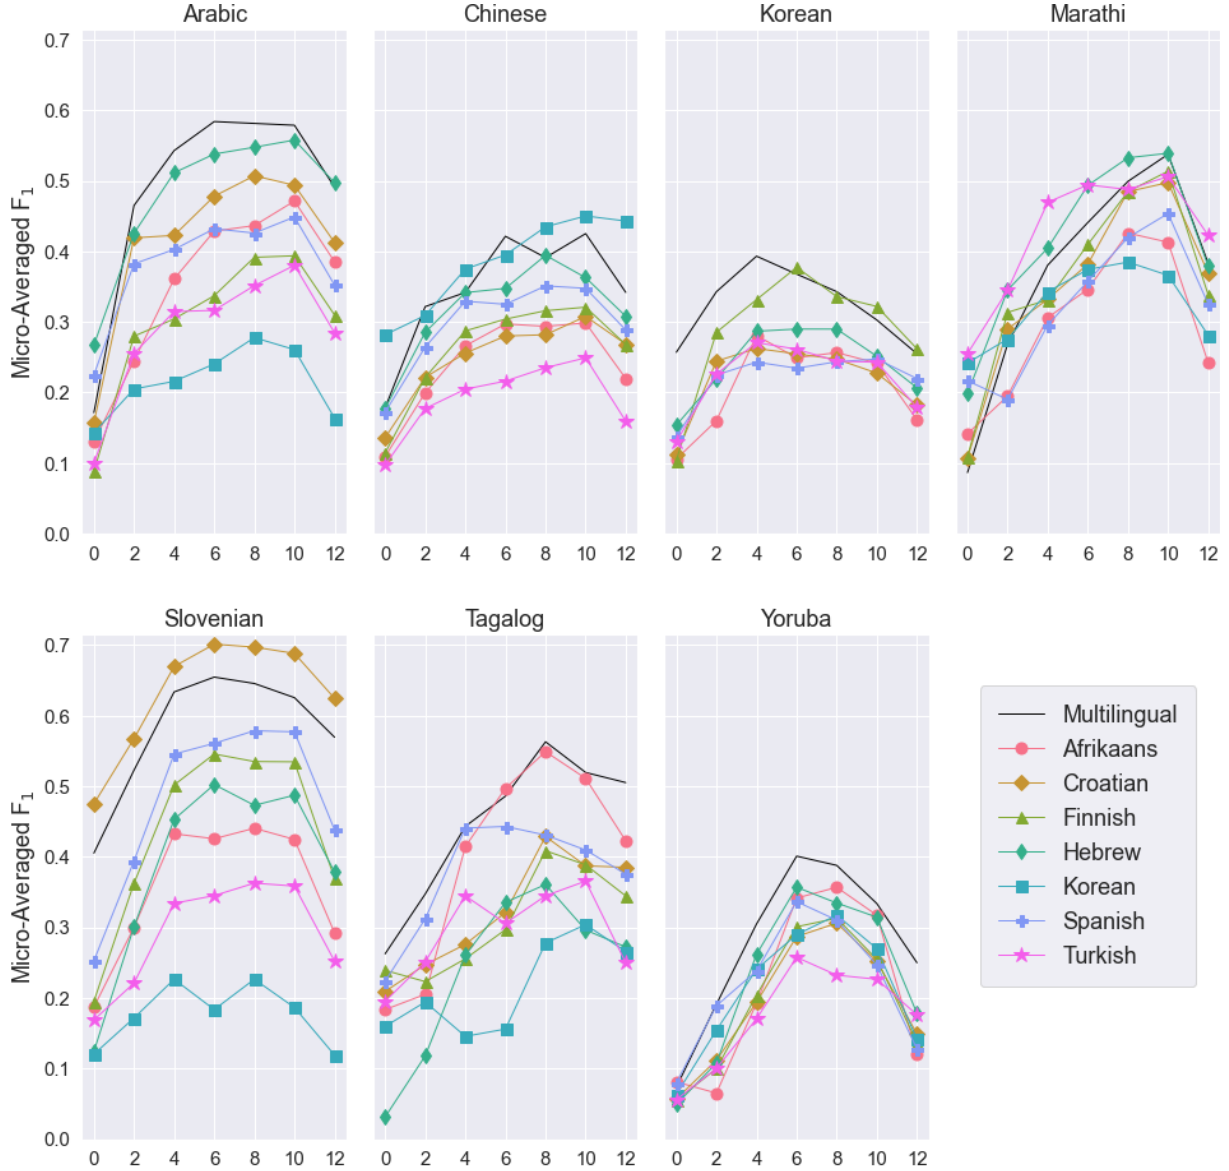 Arabic Chinese Korean Marathi
0.7
0.6
0.5
0.4
0.3
0.2
0.1
0.0
Micro-Averaged F1
0 2 4 6 8 10 12 0 2 4 6 8 10 12 0 2 4 6 8 10 12 0 2 4 6 8 10 12
Slovenian Tagalog Yoruba
0.7
0.6
0.5
0.4
0.3
0.2
0.1
0.0
Micro-Averaged F1
0 2 4 6 8 10 12 0 2 4 6 8 10 12 0 2 4 6 8 10 12
Multilingual
Afrikaans
Croatian
Finnish
Hebrew
Korean
Spanish
Turkish